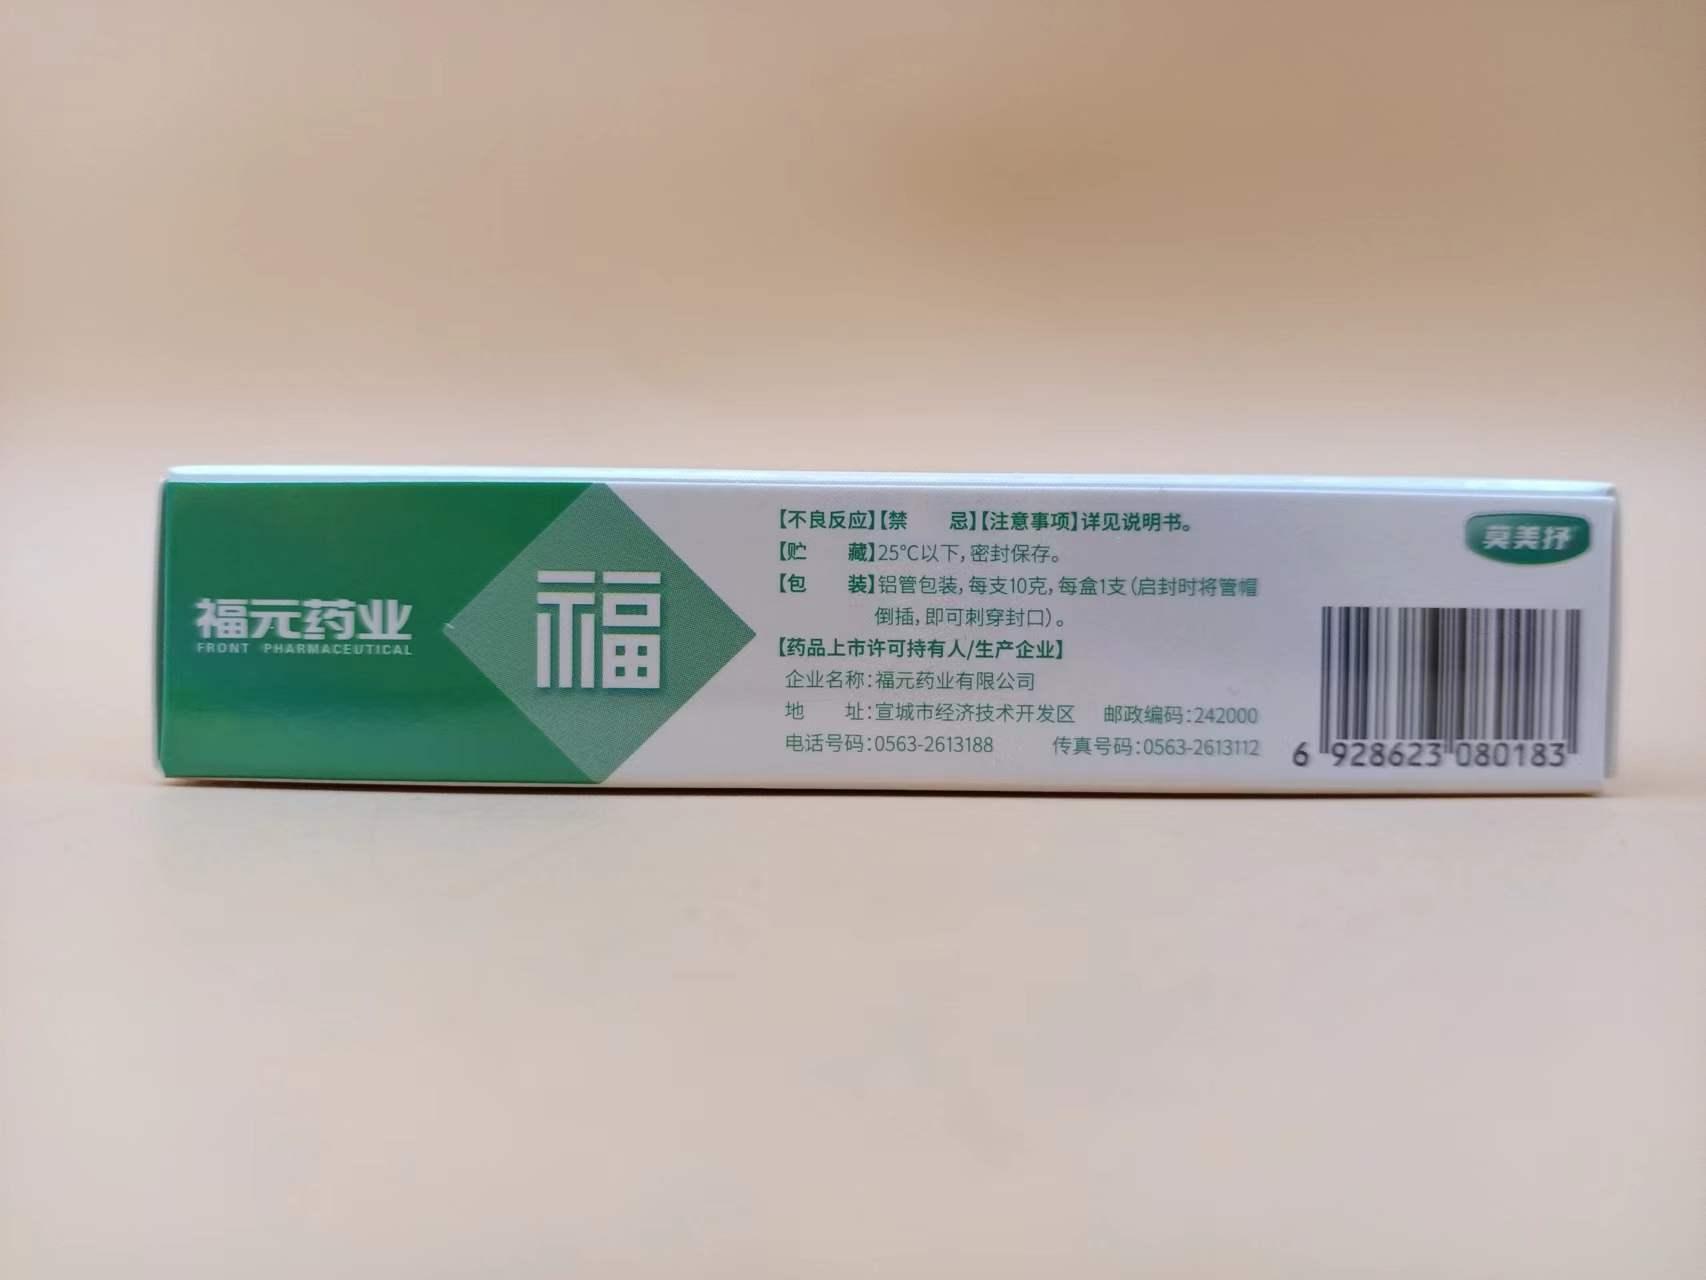 福元药业
FRONT PHARMACEUTICAL
福
【不良反应】【禁 忌】【注意事项】详见说明书。
【贮 藏】25℃以下，密封保存。
【包 装】铝管包装，每支10克，每盒1支（启封时将管帽
倒插，即可刺穿封口）。
【药品上市许可持有人/生产企业】
企业名称：福元药业有限公司
地 址：宣城市经济技术开发区 邮政编码：242000
电话号码：0563-2613188 传真号码：0563-2613112
莫美抒
6 928623 080183